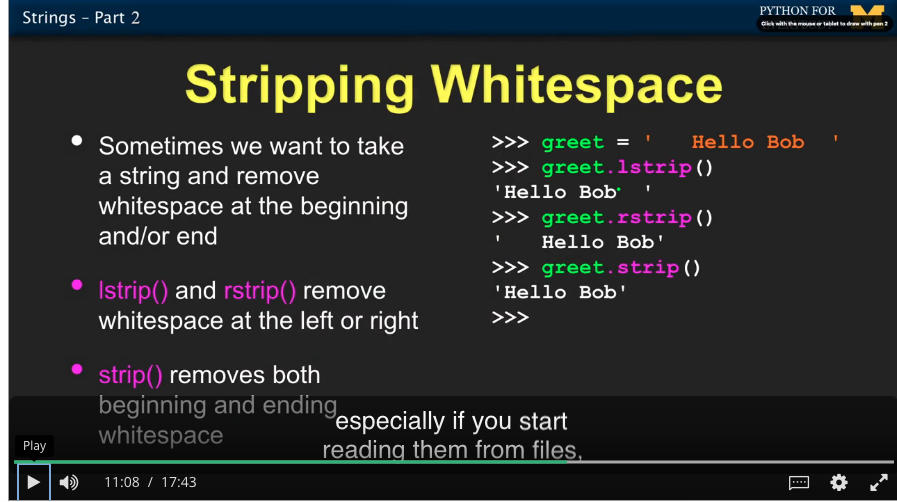 Strings – Part 2
PYTHON FOR
Click with the mouse or tablet to draw with pen 2
Stripping Whitespace
• Sometimes we want to take
a string and remove
whitespace at the beginning
and/or end
• lstrip() and rstrip() remove
whitespace at the left or right
• strip() removes both
beginning and ending
whitespace
>>> greet = '   Hello Bob  '
>>> greet.lstrip()
'Hello Bob  '
>>> greet.rstrip()
'   Hello Bob'
>>> greet.strip()
'Hello Bob'
>>>
especially if you start
reading them from files,
Play
11:08 / 17:43